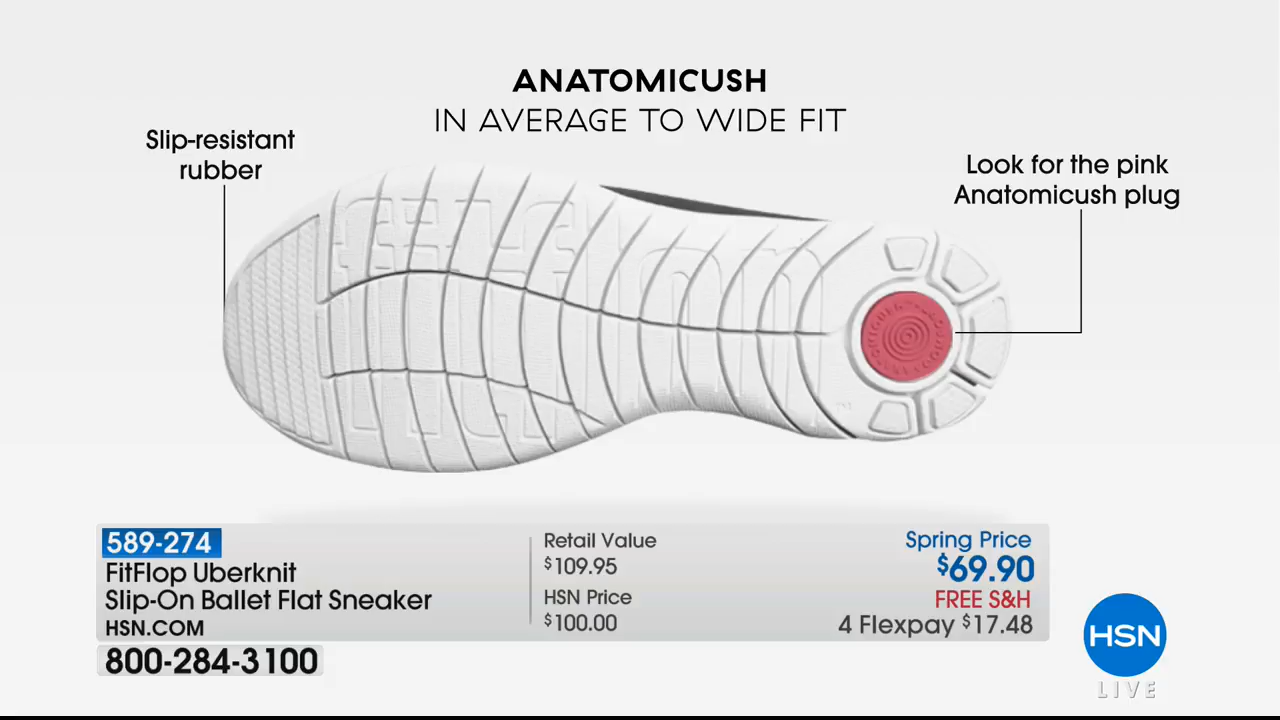 ANATOMICUSH
IN AVERAGE TO WIDE FIT
Slip-resistant
rubber
Look for the pink
Anatomicush plug
589-274
FitFlop Uberknit
Slip-On Ballet Flat Sneaker
HSN.COM
800-284-3100
Retail Value
$109.95
HSN Price
$100.00
Spring Price
$69.90
FREE S&H
4 Flexpay $17.48
HSN
LIVE